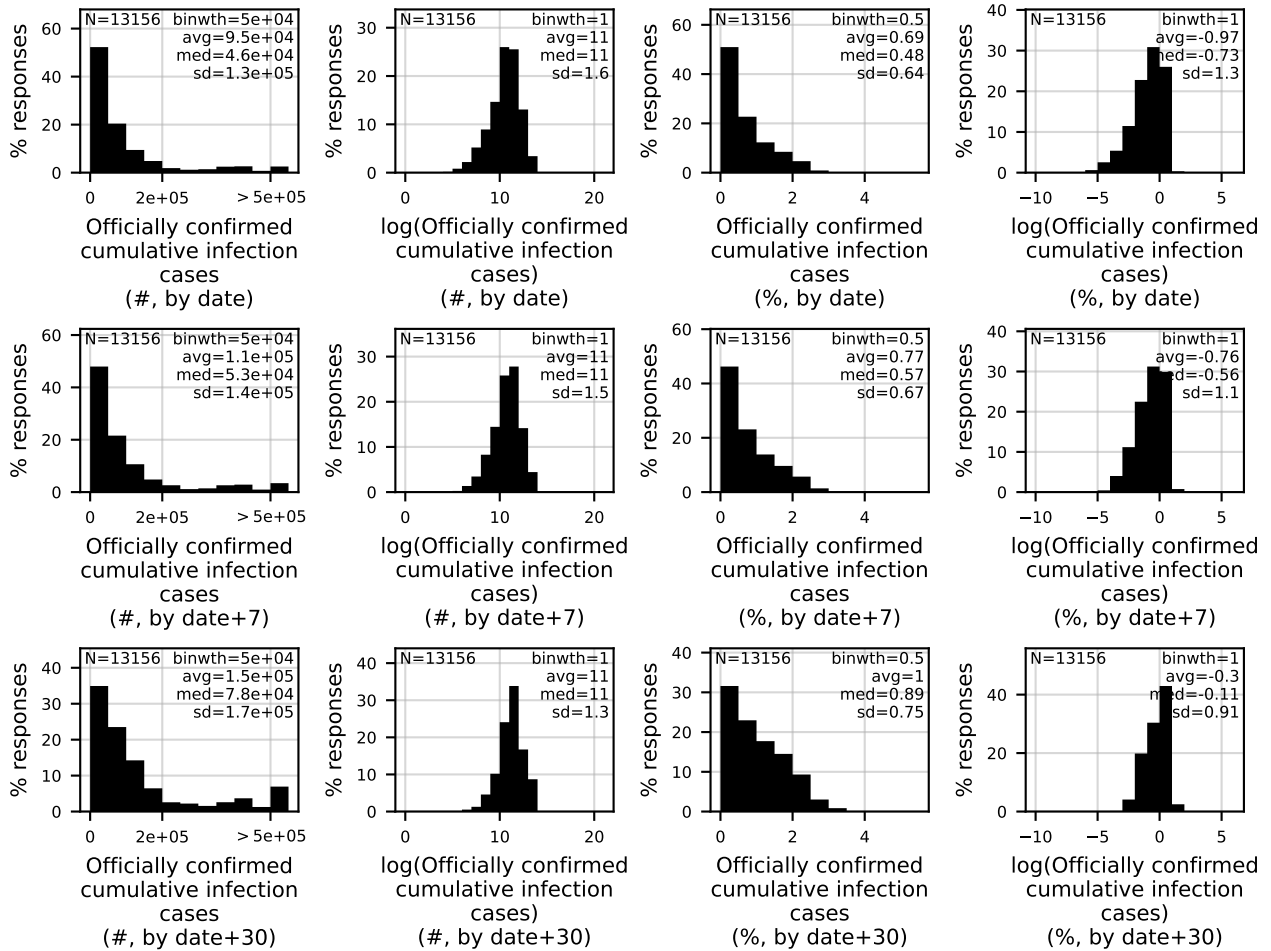 N=13156 binwth=5e+04
avg=9.5e+04
med=4.6e+04
sd=1.3e+05
% responses
60
40
20
0
0 2e+05 >5e+05
Officially confirmed
cumulative infection
cases
(#, by date)
N=13156 binwth=1
avg=11
med=11
sd=1.6
% responses
30
20
10
0
0 10 20
log(Officially confirmed
cumulative infection
cases)
(#, by date)
N=13156 binwth=0.5
avg=0.69
med=0.48
sd=0.64
% responses
60
40
20
0
0 2 4
Officially confirmed
cumulative infection
cases
(%, by date)
N=13156 binwth=1
avg=-0.97
med=-0.73
sd=1.3
% responses
40
30
20
10
0
−10 −5 0 5
log(Officially confirmed
cumulative infection
cases)
(%, by date)
N=13156 binwth=5e+04
avg=1.1e+05
med=5.3e+04
sd=1.4e+05
% responses
60
40
20
0
0 2e+05 >5e+05
Officially confirmed
cumulative infection
cases
(#, by date+7)
N=13156 binwth=1
avg=11
med=11
sd=1.5
% responses
30
20
10
0
0 10 20
log(Officially confirmed
cumulative infection
cases)
(#, by date+7)
N=13156 binwth=0.5
avg=0.77
med=0.57
sd=0.67
% responses
60
40
20
0
0 2 4
Officially confirmed
cumulative infection
cases
(%, by date+7)
N=13156 binwth=1
avg=-0.76
med=-0.56
sd=1.1
% responses
40
30
20
10
0
−10 −5 0 5
log(Officially confirmed
cumulative infection
cases)
(%, by date+7)
N=13156 binwth=5e+04
avg=1.5e+05
med=7.8e+04
sd=1.7e+05
% responses
40
30
20
10
0
0 2e+05 >5e+05
Officially confirmed
cumulative infection
cases
(#, by date+30)
N=13156 binwth=1
avg=11
med=11
sd=1.3
% responses
40
30
20
10
0
0 10 20
log(Officially confirmed
cumulative infection
cases)
(#, by date+30)
N=13156 binwth=0.5
avg=1
med=0.89
sd=0.75
% responses
40
30
20
10
0
0 2 4
Officially confirmed
cumulative infection
cases
(%, by date+30)
N=13156 binwth=1
avg=-0.3
med=-0.11
sd=0.91
% responses
40
20
0
−10 −5 0 5
log(Officially confirmed
cumulative infection
cases)
(%, by date+30)